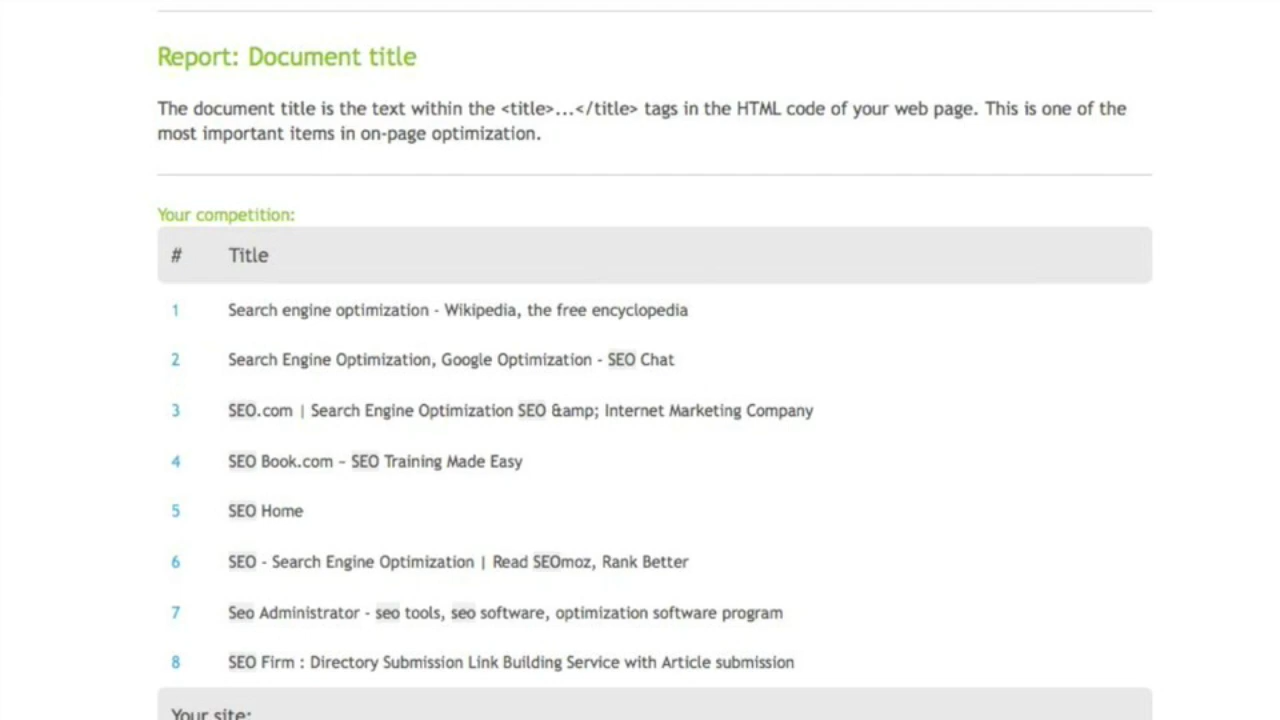 Report: Document title
The document title is the text within the <title>...</title> tags in the HTML code of your web page. This is one of the
most important items in on-page optimization.
Your competition:
# Title
1 Search engine optimization - Wikipedia, the free encyclopedia
2 Search Engine Optimization, Google Optimization - SEO Chat
3 SEO.com | Search Engine Optimization SEO &amp; Internet Marketing Company
4 SEO Book.com – SEO Training Made Easy
5 SEO Home
6 SEO - Search Engine Optimization | Read SEOmoz, Rank Better
7 Seo Administrator - seo tools, seo software, optimization software program
8 SEO Firm : Directory Submission Link Building Service with Article submission
Your site: